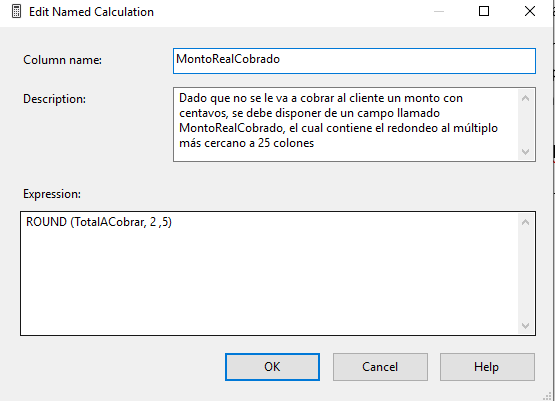 Edit Named Calculation
Column name:
MontoRealCobrado
Description:
Dado que no se le va a cobrar al cliente un monto con
centavos, se debe disponer de un campo llamado
MontoRealCobrado, el cual contiene el redondeo al múltiplo
más cercano a 25 colones
Expression:
ROUND (TotalACobrar, 2 ,5)
OK
Cancel
Help